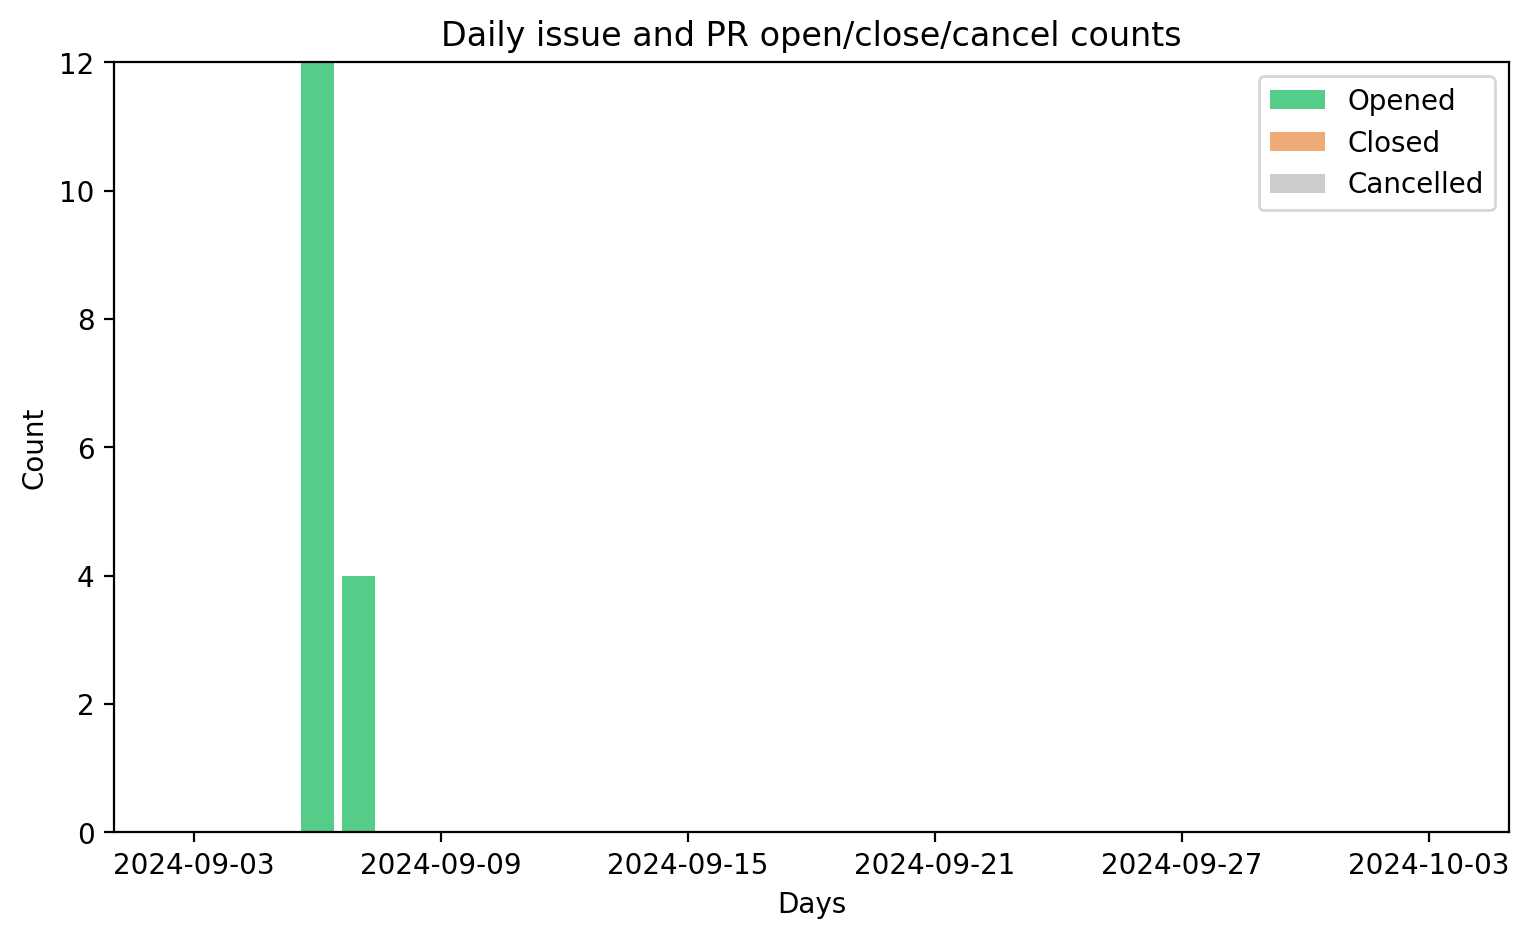 Daily issue and PR open/close/cancel counts
12
10
8
6
4
2
0
Count
Opened
Closed
Cancelled
2024-09-03 2024-09-09 2024-09-15 2024-09-21 2024-09-27 2024-10-03
Days